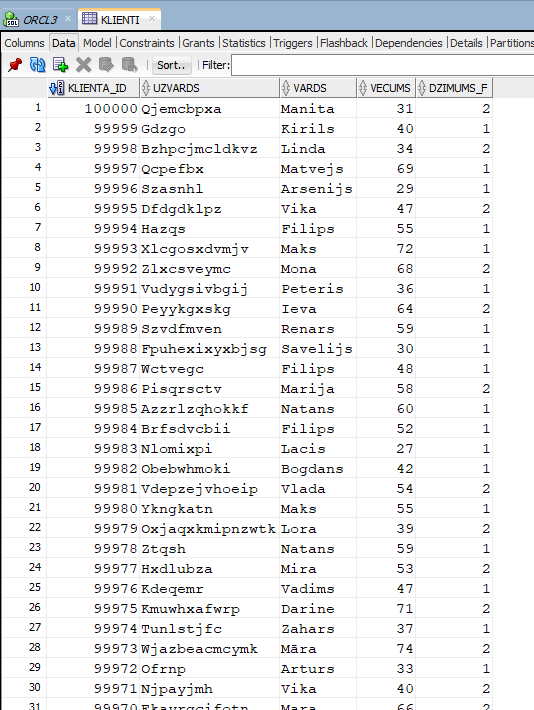 ORCL3 KLIENTI
Columns Data Model Constraints Grants Statistics Triggers Flashback Dependencies Details Partitions
Sort.. Filter:
KLIENTA_ID UZVARDS VARDS VECUMS DZIMUMS_F
1 100000 Qjemcbpxa Manita 31 2
2 99999 Gdzgo Kirils 40 1
3 99998 Bzhpcjmcldkvz Linda 34 2
4 99997 Qcpefbx Matvejs 69 1
5 99996 Szasnhl Arsenijs 29 1
6 99995 Dfdgdklpz Vika 47 2
7 99994 Hazqs Filips 55 1
8 99993 Xlcgosxdvmjv Maks 72 1
9 99992 Zlxcsveymc Mona 68 2
10 99991 Vudygsivbgij Peteris 36 1
11 99990 Peyykgxskg Ieva 64 2
12 99989 Szvdfmven Renars 59 1
13 99988 Fpuhexixyxbjsg Savelijs 30 1
14 99987 Wctvegc Filips 48 1
15 99986 Pisqrsctv Marija 58 2
16 99985 Azzrlzqhokkf Natans 60 1
17 99984 Brfsdvcbii Filips 52 1
18 99983 Nlomixpi Lacis 27 1
19 99982 Obebwhmoki Bogdans 42 1
20 99981 Vdepzejvhoeip Vlada 54 2
21 99980 Ykngkatn Maks 55 1
22 99979 Oxjaqxkmipnzwtk Lora 39 2
23 99978 Ztqsh Natans 59 1
24 99977 Hxdlubza Mira 53 2
25 99976 Kdeqemr Vadims 47 1
26 99975 Kmuwhxafwrp Darine 71 2
27 99974 Tunlstjfc Zahars 37 1
28 99973 Wjazbeacmcymk Māra 74 2
29 99972 Ofrnp Arturs 33 1
30 99971 Njpayjmh Vika 40 2
31 99970 Mara 66 2